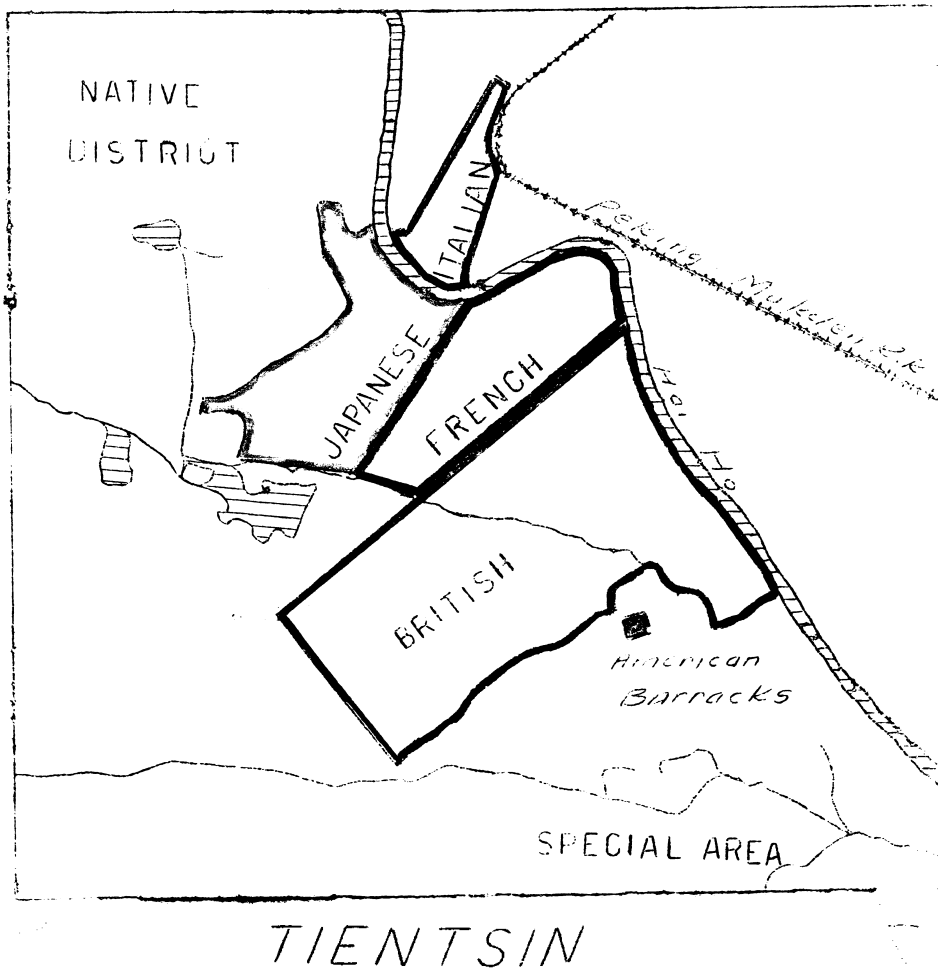 NATIVE
DISTRICT
ITALIAN
Peking - Mukden R.R
JAPANESE
FRENCH
Hai Ho
BRITISH
American
Barracks
SPECIAL AREA
TIENTSIN